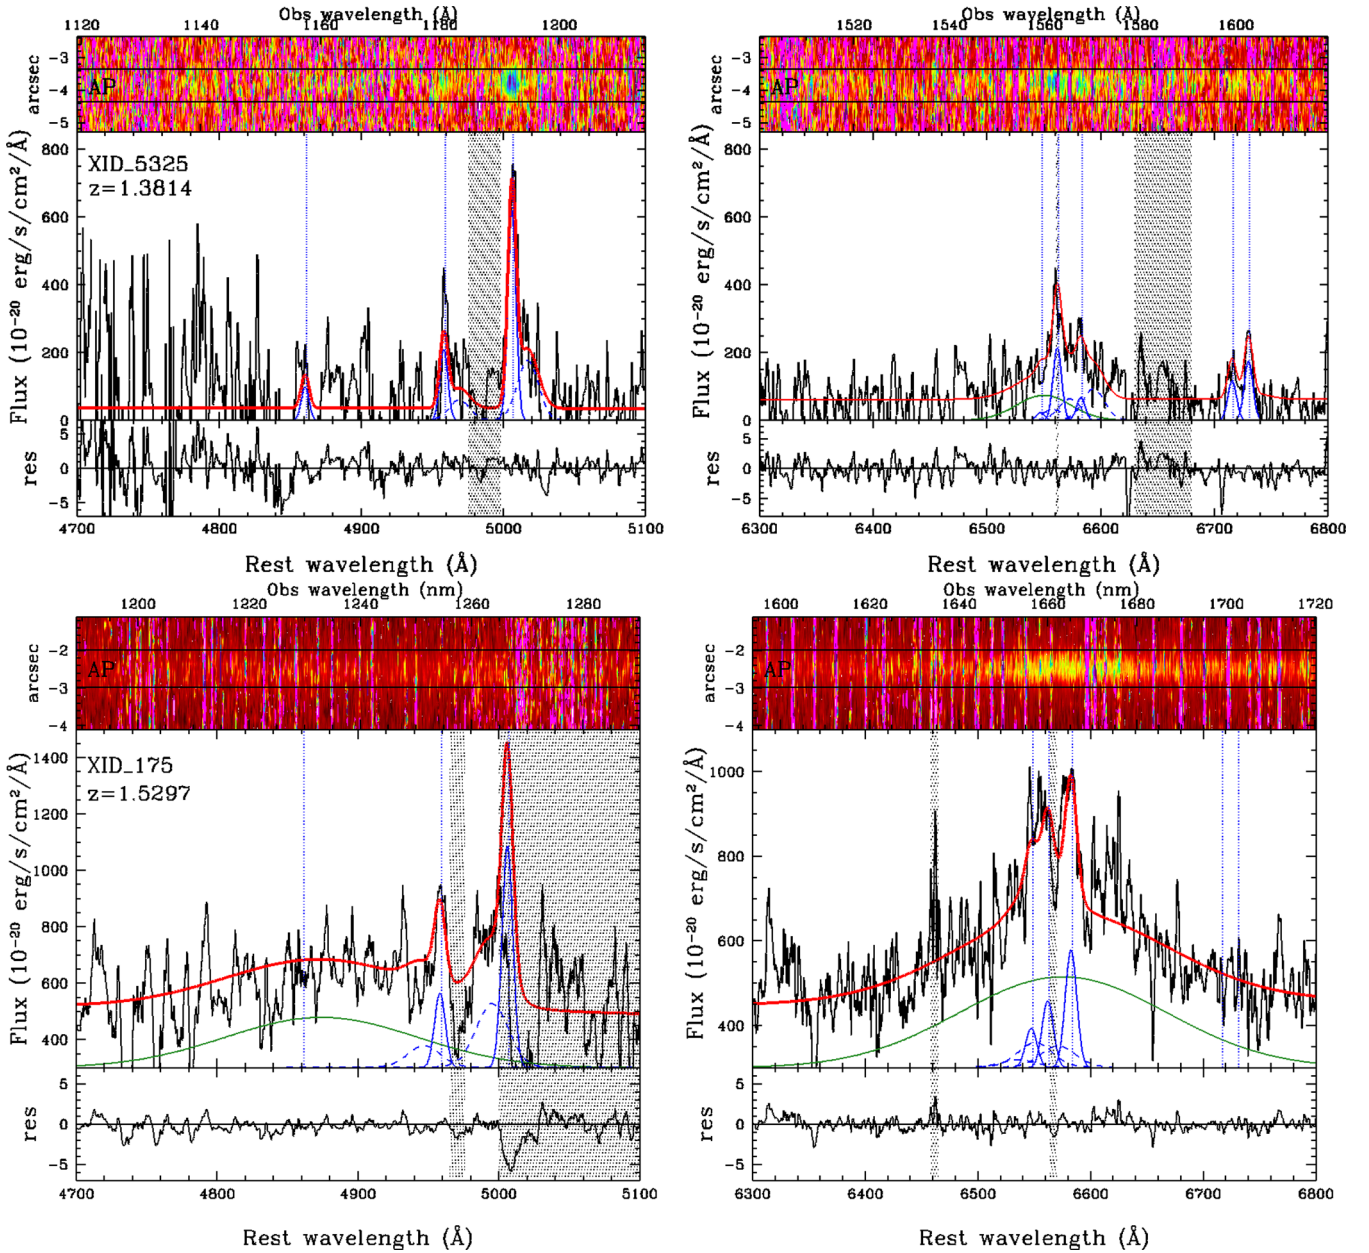 Obs wavelength (Å)
1120 1140 1160 1180 1200
arcsec
-3
-4
-5
AP
XID_5325
z=1.3814
Flux (10⁻²⁰ erg/s/cm²/Å)
800
600
400
200
0
res
5
0
-5
4700 4800 4900 5000 5100
Rest wavelength (Å)
Obs wavelength (Å)
1520 1540 1560 1580 1600
arcsec
-3
-4
-5
AP
Flux (10⁻²⁰ erg/s/cm²/Å)
800
600
400
200
0
res
5
0
-5
6300 6400 6500 6600 6700 6800
Rest wavelength (Å)
Obs wavelength (nm)
1200 1220 1240 1260 1280
arcsec
-2
-3
-4
AP
XID_175
z=1.5297
Flux (10⁻²⁰ erg/s/cm²/Å)
1400
1200
1000
800
600
400
res
5
0
-5
4700 4800 4900 5000 5100
Rest wavelength (Å)
Obs wavelength (nm)
1600 1620 1640 1660 1680 1700 1720
arcsec
-2
-3
-4
AP
Flux (10⁻²⁰ erg/s/cm²/Å)
1000
800
600
400
res
5
0
-5
6300 6400 6500 6600 6700 6800
Rest wavelength (Å)